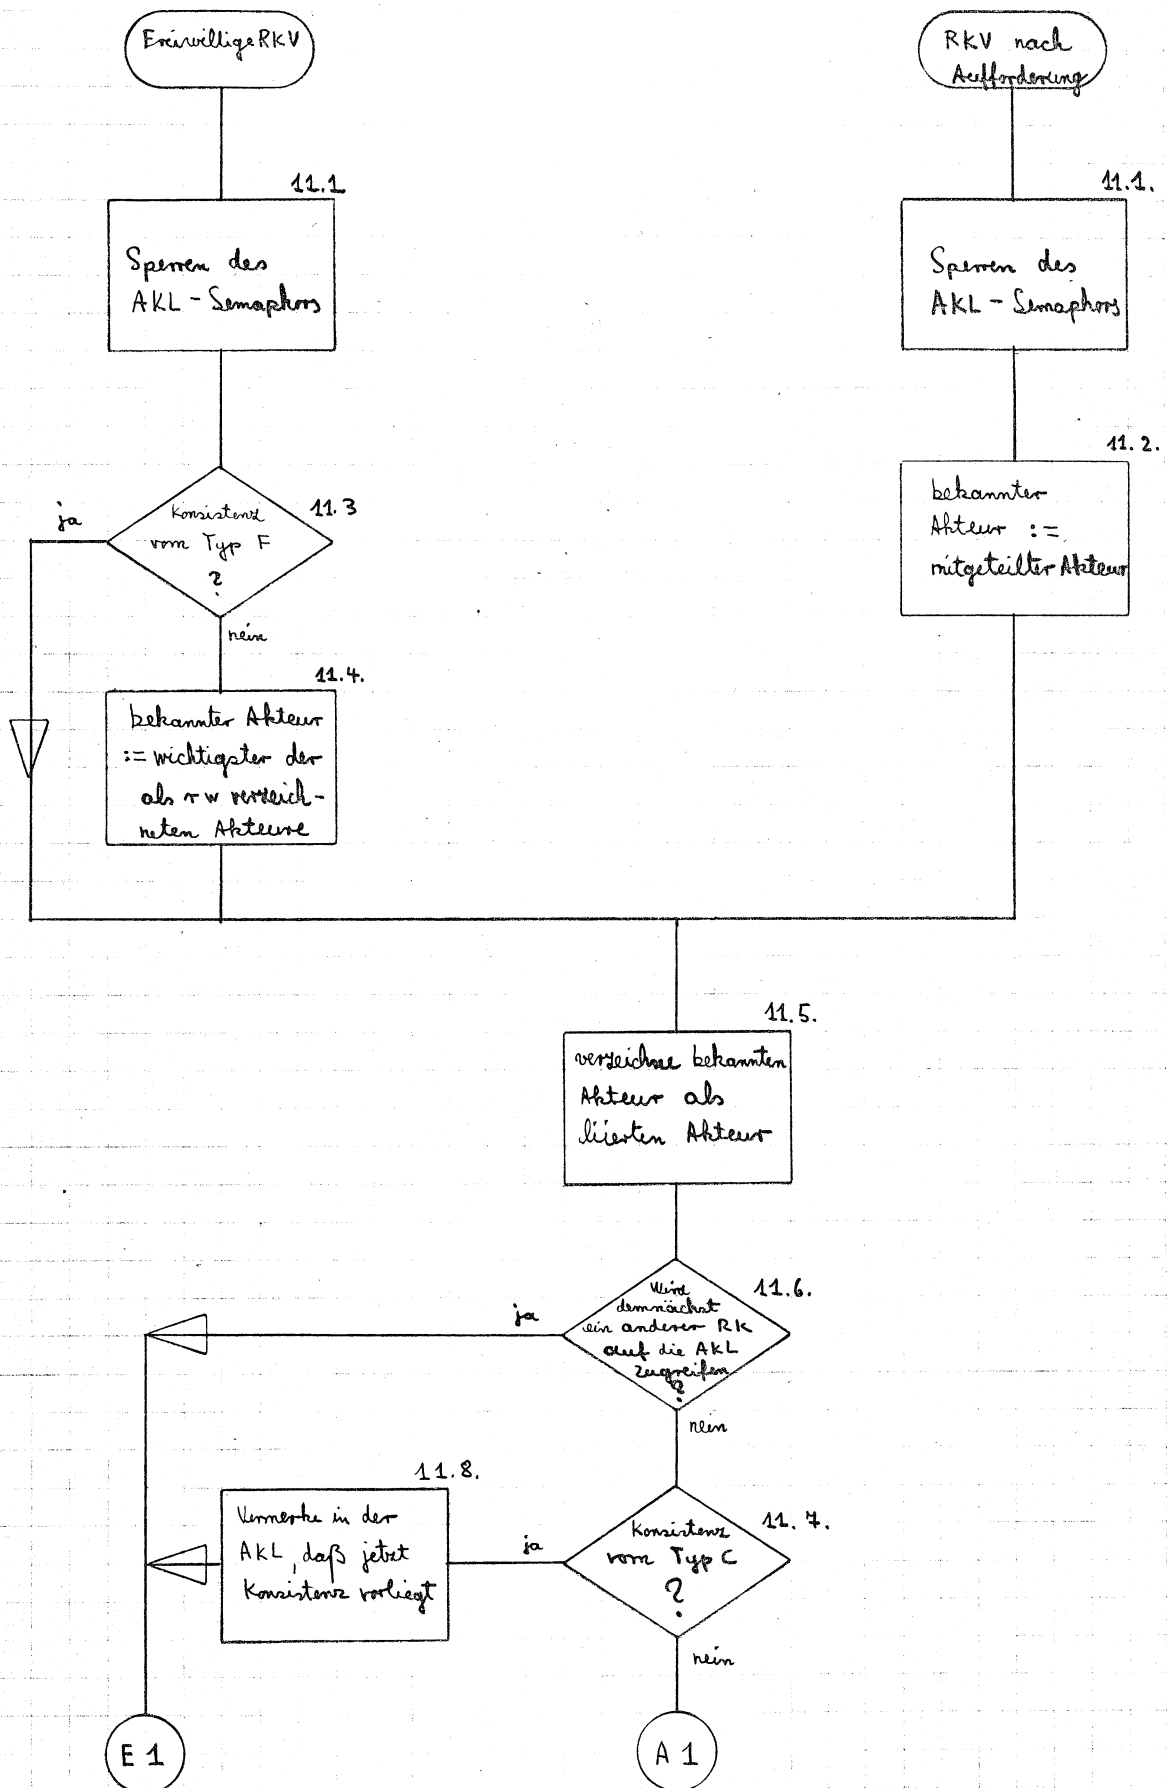 Freiwillige RKV
RKV nach
Aufforderung
11.1
Sperren des
AKL - Semaphors
11.1.
Sperren des
AKL - Semaphors
11.2.
bekannter
Akteur :=
mitgeteilter Akteur
11.3
Konsistenz
vom Typ F
?
ja
nein
11.4.
bekannter Akteur
:= wichtigster der
als rw verzeich-
neten Akteure
11.5.
verzeichne bekannten
Akteur als
liierten Akteur
11.6.
Wird
demnächst
ein anderer RK
auf die AKL
zugreifen
?
ja
nein
11.7.
Konsistenz
vom Typ C
?
ja
nein
11.8.
Vermerke in der
AKL, daß jetzt
Konsistenz vorliegt
E 1
A 1